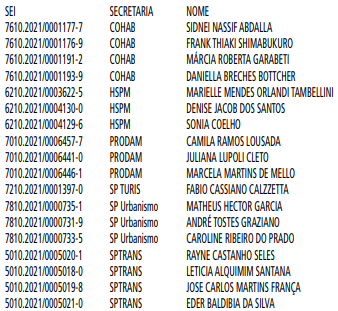 SEI SECRETARIA NOME
7610.2021/0001177-7 COHAB SIDNEI NASSIF ABDALLA
7610.2021/0001176-9 COHAB FRANK THIAKI SHIMABUKURO
7610.2021/0001191-2 COHAB MÁRCIA ROBERTA GARABETI
7610.2021/0001193-9 COHAB DANIELLA BRECHES BOTTCHER
6210.2021/0003622-5 HSPM MARIELLE MENDES ORLANDI TAMBELLINI
6210.2021/0004130-0 HSPM DENISE JACOB DOS SANTOS
6210.2021/0004129-6 HSPM SONIA COELHO
7010.2021/0006457-7 PRODAM CAMILA RAMOS LOUSADA
7010.2021/0006441-0 PRODAM JULIANA LUPOLI CLETO
7010.2021/0006446-1 PRODAM MARCELA MARTINS DE MELLO
7210.2021/0001397-0 SP TURIS FABIO CASSIANO CALZZETTA
7810.2021/0000735-1 SP Urbanismo MATHEUS HECTOR GARCIA
7810.2021/0000731-9 SP Urbanismo ANDRÉ TOSTES GRAZIANO
7810.2021/0000733-5 SP Urbanismo CAROLINE RIBEIRO DO PRADO
5010.2021/0005020-1 SPTRANS RAYNE CASTANHO SELES
5010.2021/0005018-0 SPTRANS LETICIA ALQUIMIM SANTANA
5010.2021/0005019-8 SPTRANS JOSE CARLOS MARTINS FRANÇA
5010.2021/0005021-0 SPTRANS EDER BALDIBIA DA SILVA